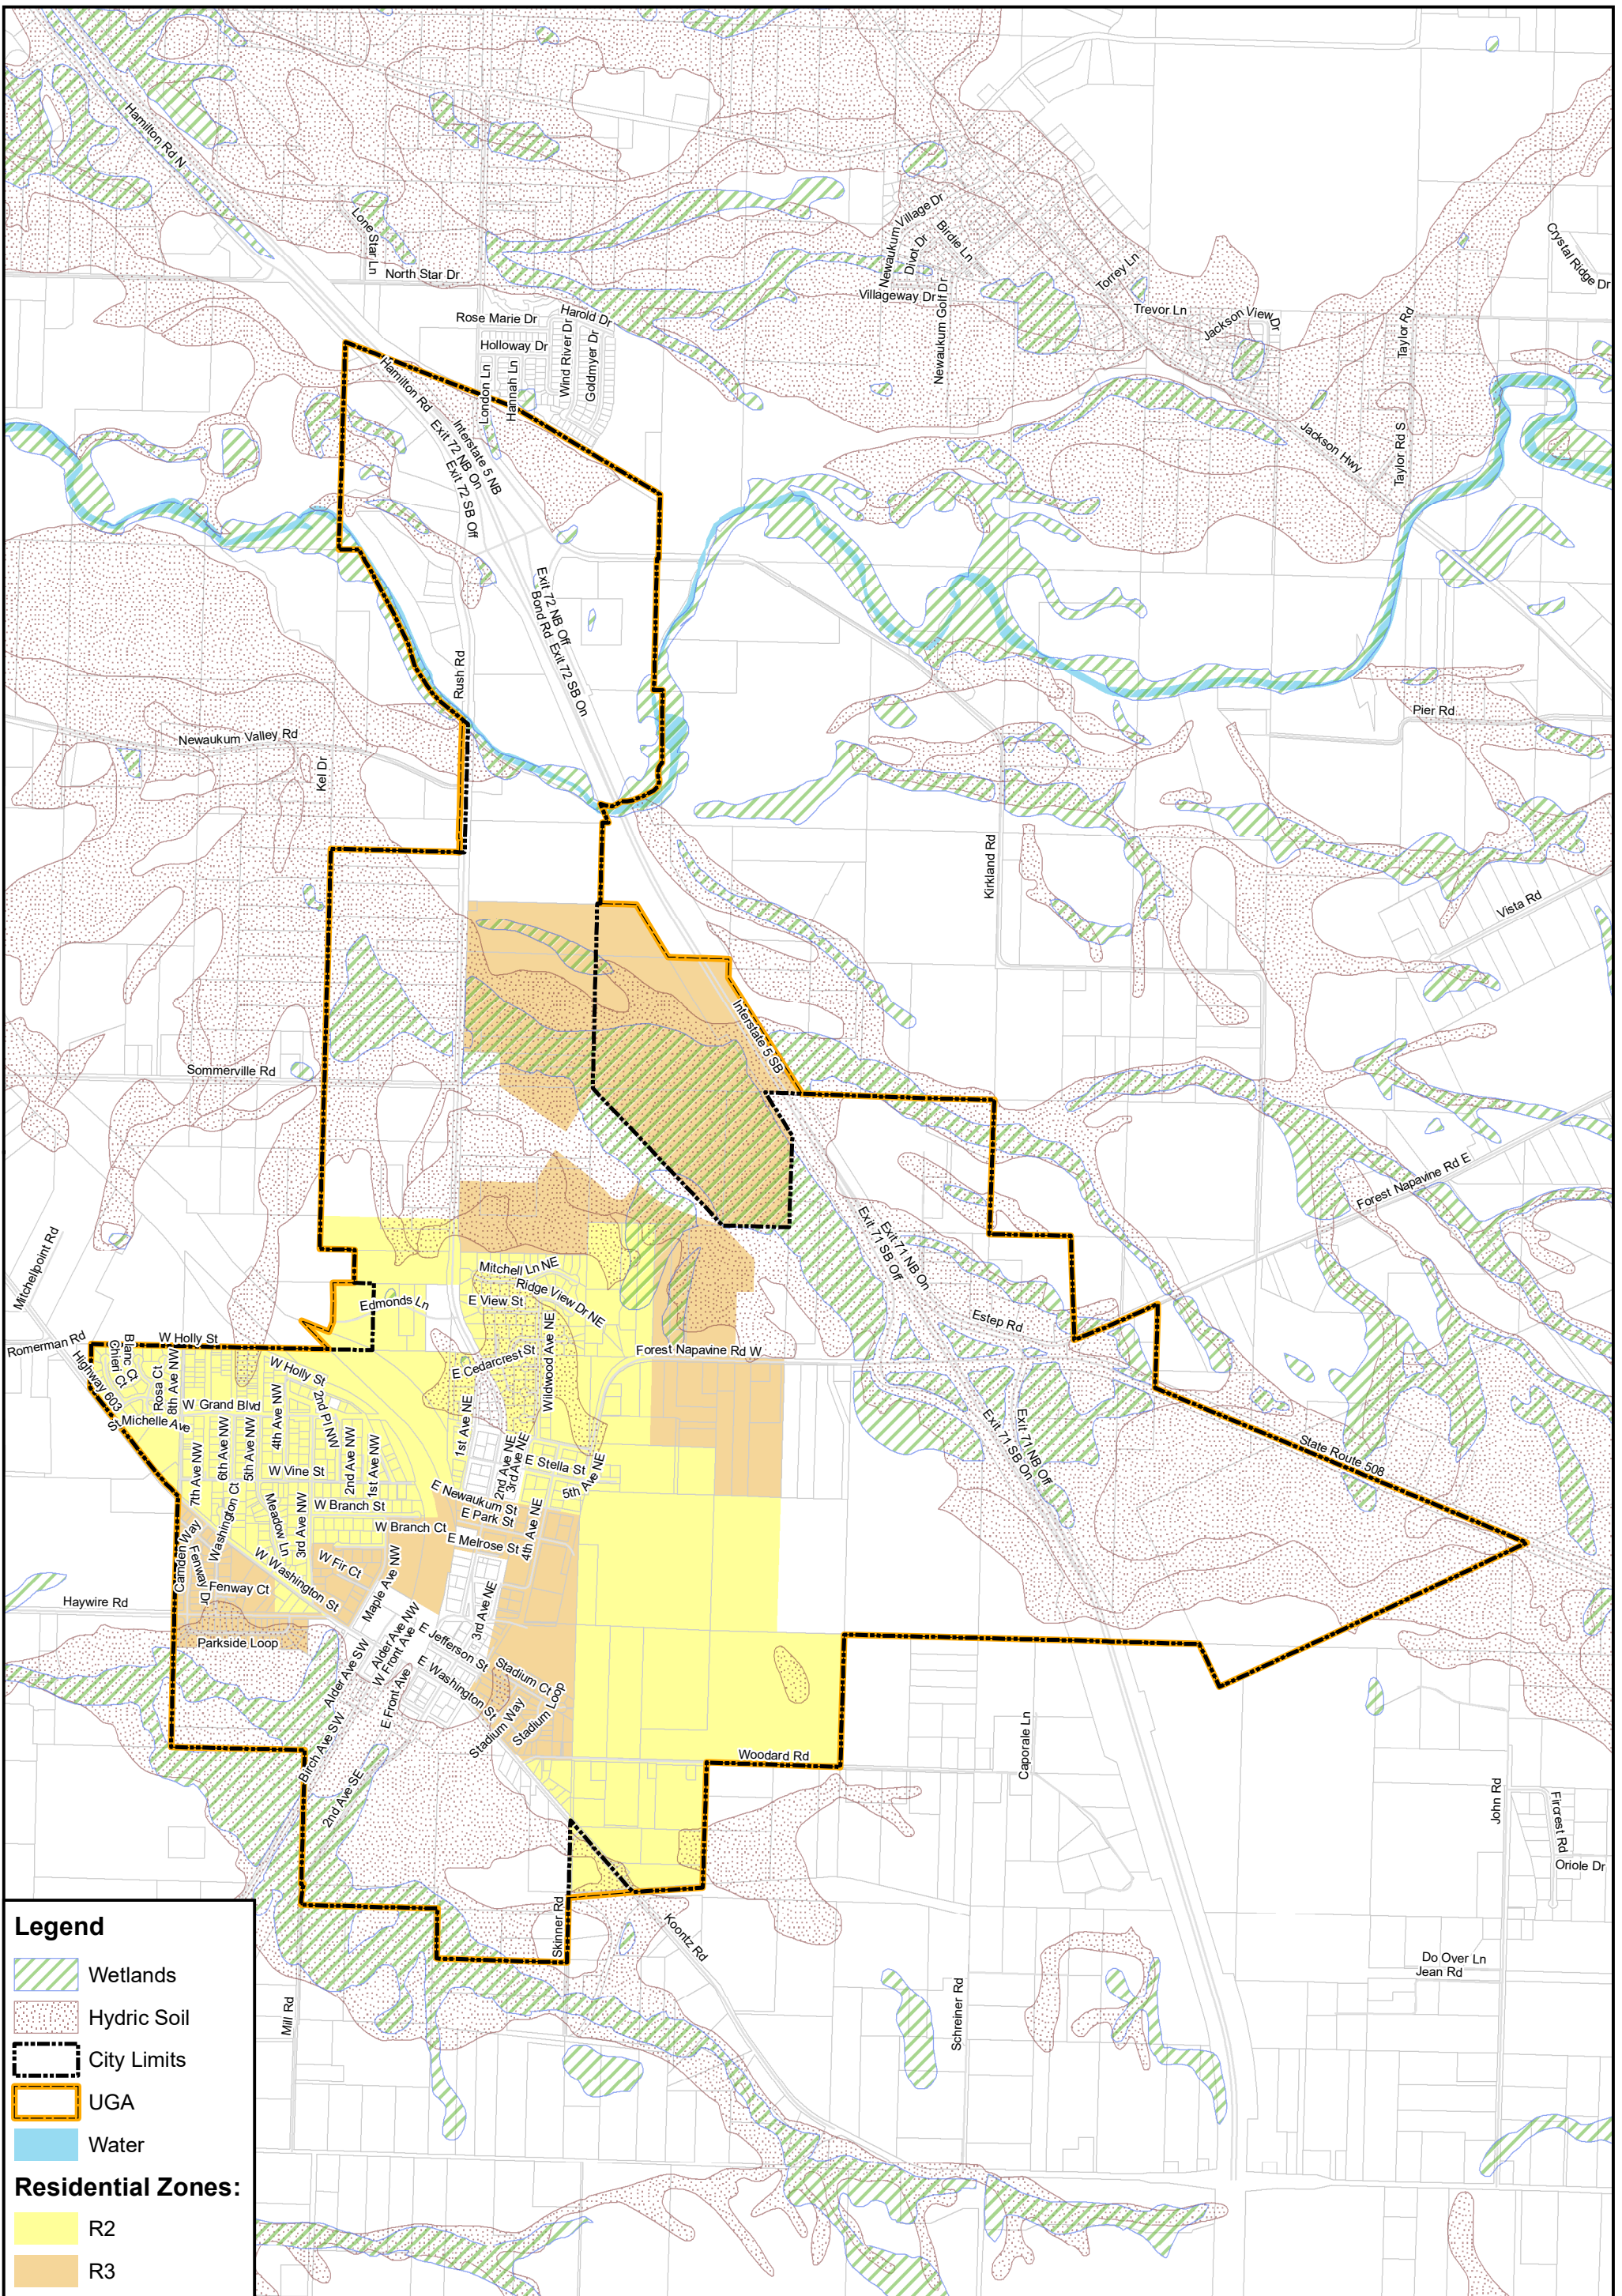 Hamilton Rd N
Lone Star Ln
North Star Dr
Newaukum Village Dr
Divot Dr
Birdie Ln
Villageway Dr
Newaukum Golf Dr
Torrey Ln
Trevor Ln
Jackson View Dr
Taylor Rd
Crystal Ridge Dr
Rose Marie Dr
Harold Dr
Holloway Dr
Wind River Dr
Goldmyer Dr
London Ln
Hannah Ln
Hamilton Rd
Interstate 5 NB
Exit 72 NB On
Exit 72 SB Off
Jackson Hwy
Taylor Rd S
Exit 72 NB Off
Bond Rd
Exit 72 SB On
Rush Rd
Newaukum Valley Rd
Kel Dr
Pier Rd
Kirkland Rd
Vista Rd
Interstate 5 SB
Sommerville Rd
Forest Napavine Rd E
Mitchellpoint Rd
Exit 71 NB On
Exit 71 SB Off
Mitchell Ln NE
Ridge View Dr NE
E View St
Edmonds Ln
Estep Rd
Romerman Rd
W Holly St
Blanc Ct
Chieri Ct
Rosa Ct
8th Ave NW
W Holly St
E Cedarcrest St
Wildwood Ave NE
Forest Napavine Rd W
Highway 603
S
W Grand Blvd
Michelle Ave
4th Ave NW
2nd Pl NW
1st Ave NE
7th Ave NW
6th Ave NW
5th Ave NW
2nd Ave NW
1st Ave NW
2nd Ave NE
3rd Ave NE
E Stella St
5th Ave NE
Exit 71 NB Off
Exit 71 SB On
State Route 508
W Vine St
Washington Ct
Meadow Ln
3rd Ave NW
W Branch St
E Newaukum St
E Park St
4th Ave NE
W Branch Ct
E Melrose St
Camden Way
Fenway Dr
Fenway Ct
W Washington St
W Fir Ct
Maple Ave NW
Haywire Rd
Parkside Loop
3rd Ave NE
Alder Ave NW
W Front Ave
E Jefferson St
Alder Ave SW
E Front Ave
E Washington St
Stadium Ct
Stadium Way
Stadium Loop
Birch Ave SW
2nd Ave SE
Woodard Rd
Caporale Ln
John Rd
Fircrest Rd
Oriole Dr
Skinner Rd
Koontz Rd
Do Over Ln
Jean Rd
Mill Rd
Schreiner Rd
Legend
Wetlands
Hydric Soil
City Limits
UGA
Water
Residential Zones:
R2
R3